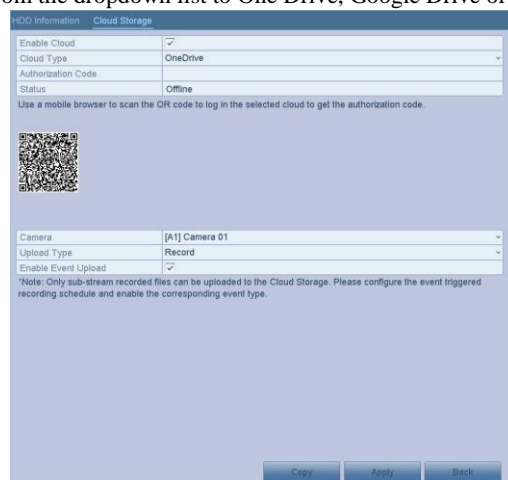 om the dropdown list to One Drive, Google Drive or
HDD Information Cloud Storage
Enable Cloud
Cloud Type OneDrive
Authorization Code
Status Offline
Use a mobile browser to scan the QR code to log in the selected cloud to get the authorization code.
Camera [A1] Camera 01
Upload Type Record
Enable Event Upload
*Note: Only sub-stream recorded files can be uploaded to the Cloud Storage. Please configure the event triggered
recording schedule and enable the corresponding event type.
Copy Apply Back